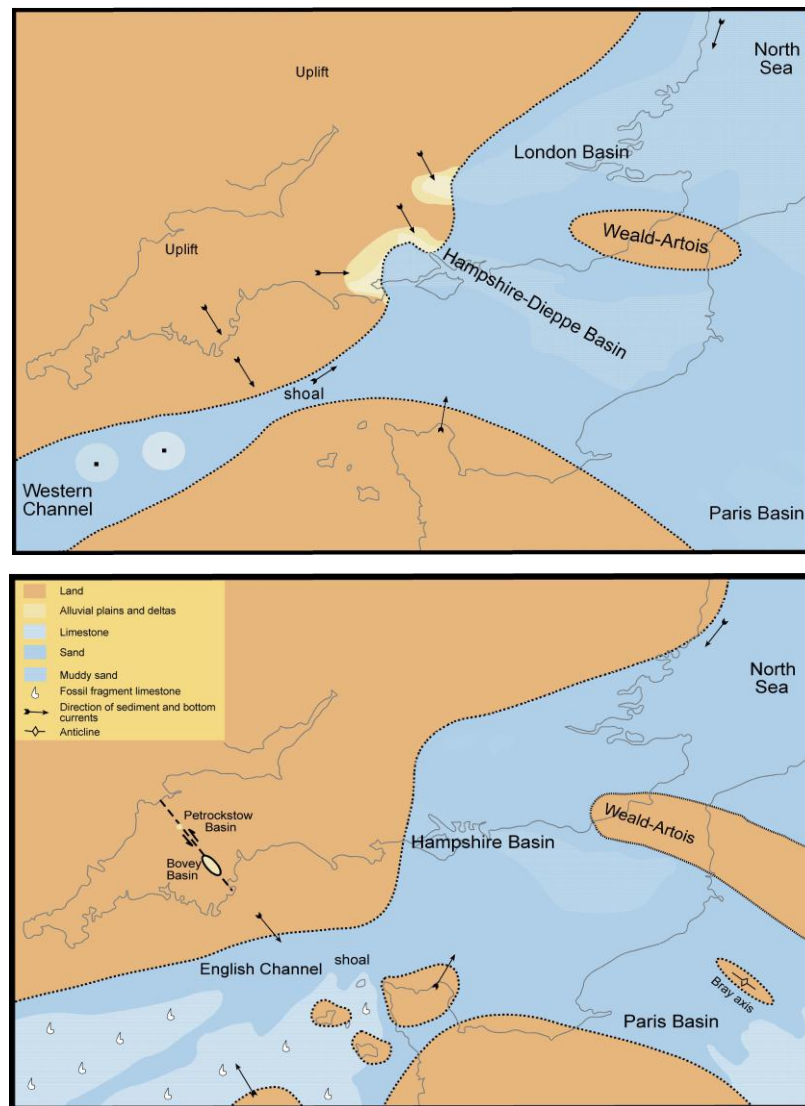 Uplift
North
Sea
London Basin
Uplift
Weald-Artois
Hampshire-Dieppe Basin
shoal
Western
Channel
Paris Basin
Land
Alluvial plains and deltas
Limestone
Sand
Muddy sand
Fossil fragment limestone
Direction of sediment and bottom
currents
Anticline
North
Sea
Petrockstow
Basin
Bovey
Basin
Hampshire Basin
Weald-Artois
English Channel
shoal
Bray axis
Paris Basin